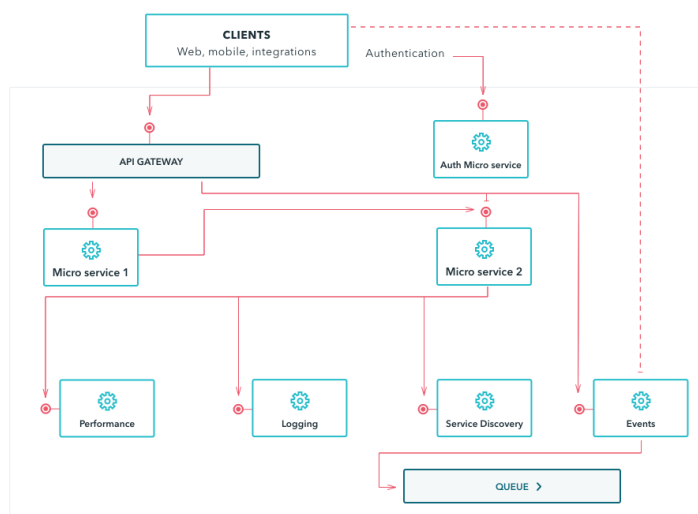 CLIENTS
Web, mobile, integrations
Authentication
API GATEWAY
Auth Micro service
Micro service 1
Micro service 2
Performance
Logging
Service Discovery
Events
QUEUE